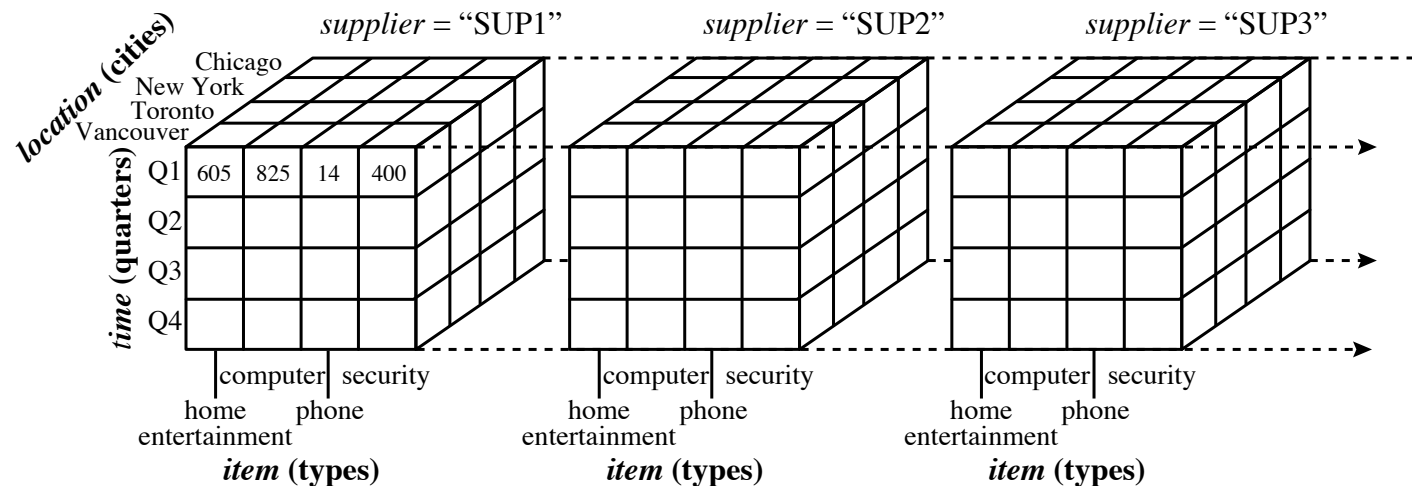 supplier = “SUP1”
supplier = “SUP2”
supplier = “SUP3”
location (cities)
Chicago
New York
Toronto
Vancouver
time (quarters)
Q1 605 825 14 400
Q2
Q3
Q4
computer security
home phone
entertainment
item (types)
computer security
home phone
entertainment
item (types)
computer security
home phone
entertainment
item (types)